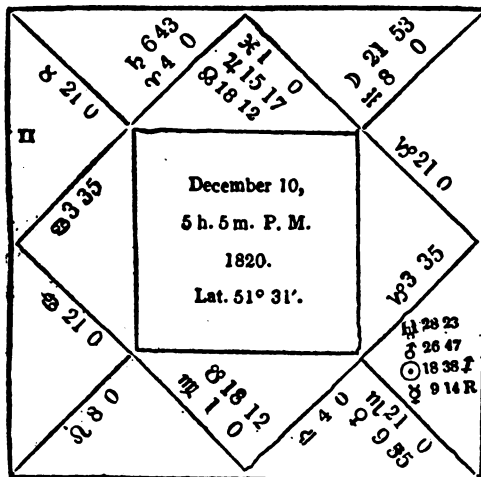 ♄ 6 43
♈ 4 0
♓ 1 0
♃ 15 17
☊ 18 12
☽ 21 53
♒ 8 0
♉ 21 0
♊
♑ 21 0
♋ 3 35
December 10,
5 h. 5 m. P. M.
1820.
Lat. 51° 31′.
♑ 3 35
♅ 28 23
♂ 26 47
☉ 18 38 ♐
☿ 9 14 R
♋ 21 0
♌ 8 0
☋ 18 12
♍ 1 0
♎ 4 0
♏ 21 0
♀ 9 35